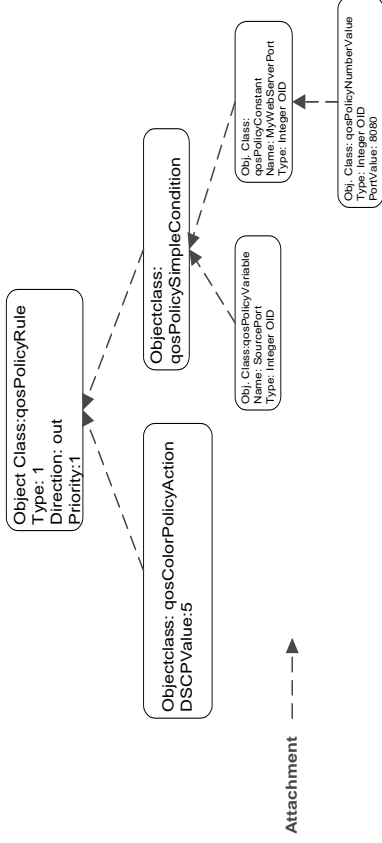 Object Class:qosPolicyRule
Type: 1
Direction: out
Priority:1
Objectclass: qosColorPolicyAction
DSCPValue:5
Objectclass:
qosPolicySimpleCondition
Obj. Class:qosPolicyVariable
Name: SourcePort
Type: Integer OID
Obj. Class:
qosPolicyConstant
Name: MyWebServerPort
Type: Integer OID
Obj. Class: qosPolicyNumberValue
Type: Integer OID
PortValue: 8080
Attachment